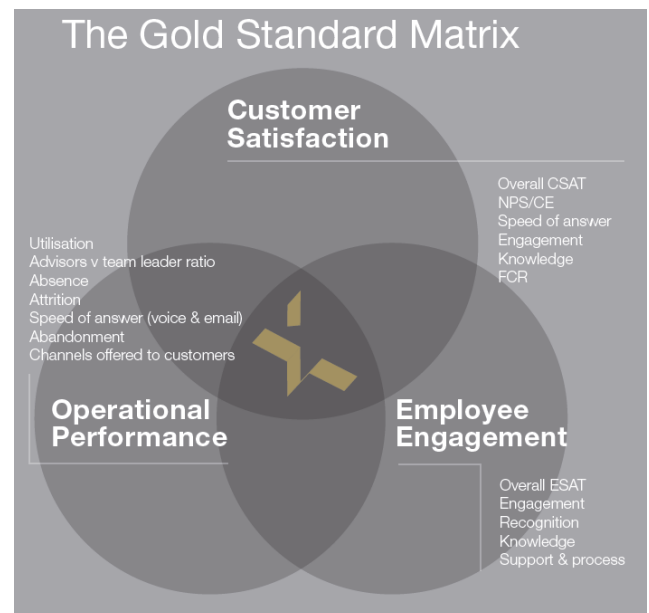 The Gold Standard Matrix
Customer
Satisfaction
Overall CSAT
NPS/CE
Speed of answer
Engagement
Knowledge
FCR
Utilisation
Advisors v team leader ratio
Absence
Attrition
Speed of answer (voice & email)
Abandonment
Channels offered to customers
Operational
Performance
Employee
Engagement
Overall ESAT
Engagement
Recognition
Knowledge
Support & process